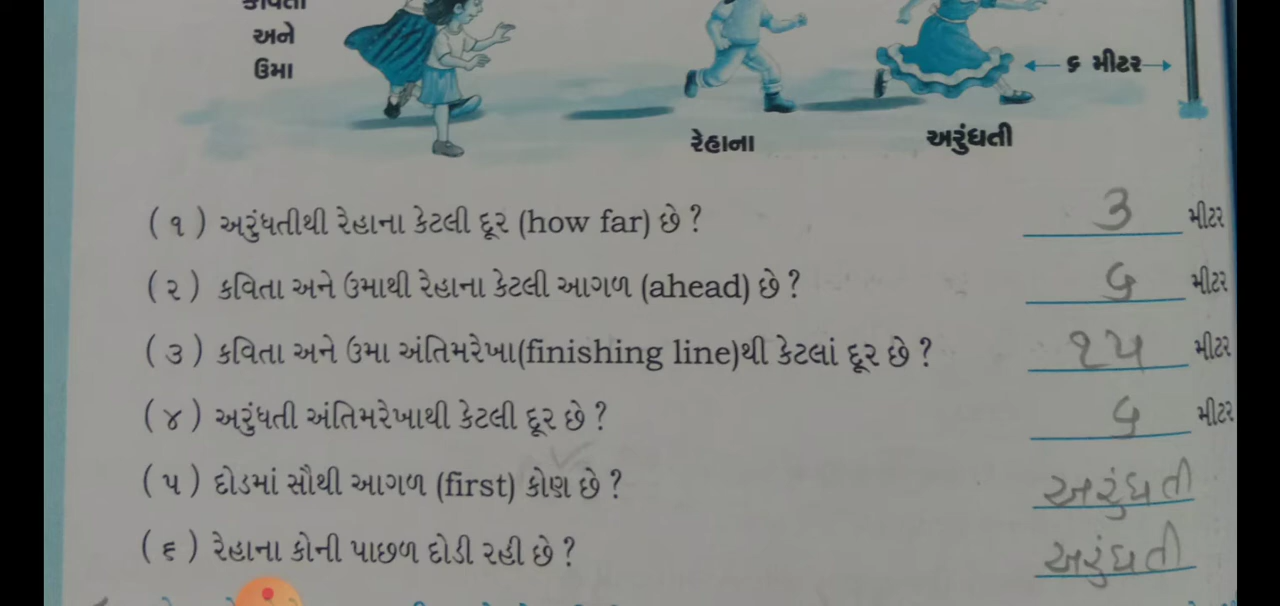 અને
ઉમા
૬ મીટર
રેહાના
અરુંધતી
(૧) અરુંધતીથી રેહાના કેટલી દૂર (how far) છે ? 3 મીટર
(૨) કવિતા અને ઉમાથી રેહાના કેટલી આગળ (ahead) છે ? ૬ મીટર
(૩) કવિતા અને ઉમા અંતિમરેખા(finishing line)થી કેટલાં દૂર છે ? ૧૫ મીટર
(૪) અરુંધતી અંતિમરેખાથી કેટલી દૂર છે ? ૬ મીટર
(૫) દોડમાં સૌથી આગળ (first) કોણ છે ? અરુંધતી
(૬) રેહાના કોની પાછળ દોડી રહી છે ? અરુંધતી